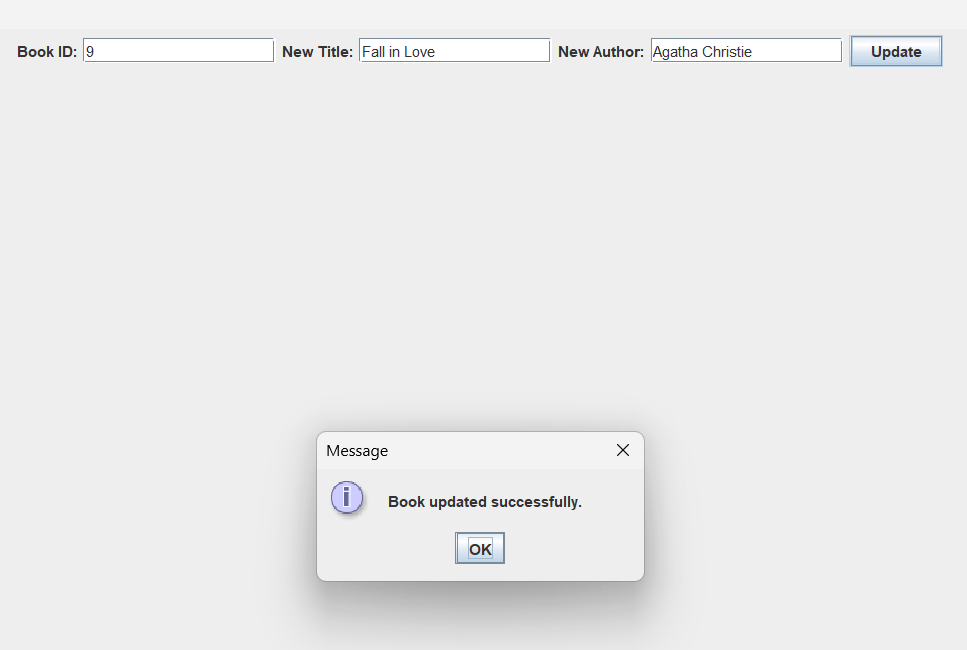 Book ID: 9 New Title: Fall in Love New Author: Agatha Christie Update
Message
Book updated successfully.
OK